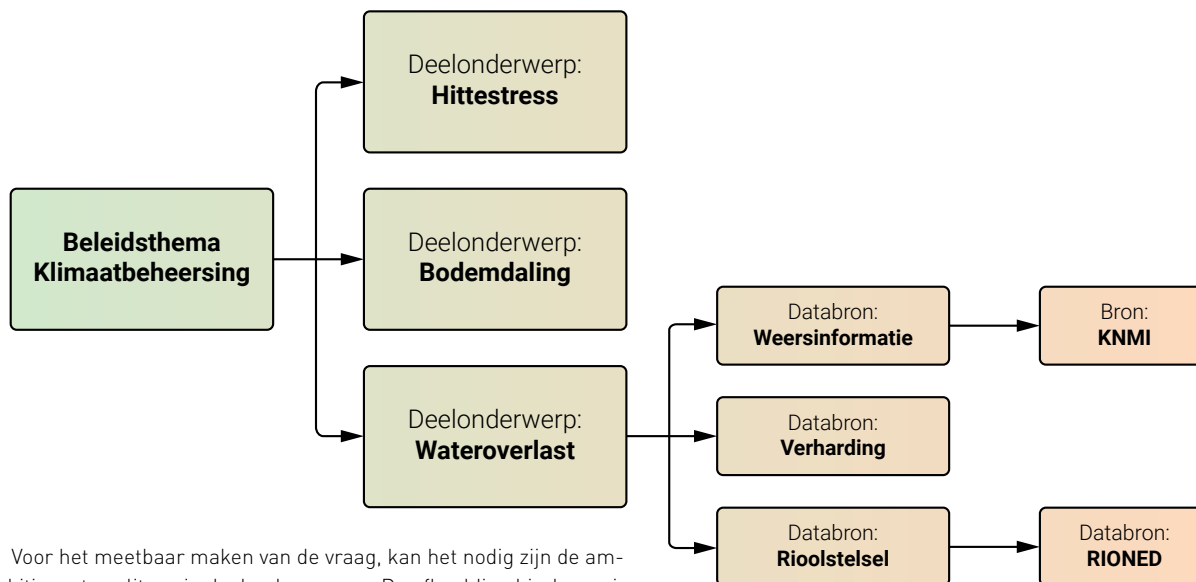 Deelonderwerp:
Hittestress
Beleidsthema
Klimaatbeheersing
Deelonderwerp:
Bodemdaling
Deelonderwerp:
Wateroverlast
Databron:
Weersinformatie
Bron:
KNMI
Databron:
Verharding
Databron:
Rioolstelsel
Databron:
RIONED
Voor het meetbaar maken van de vraag, kan het nodig zijn de am-